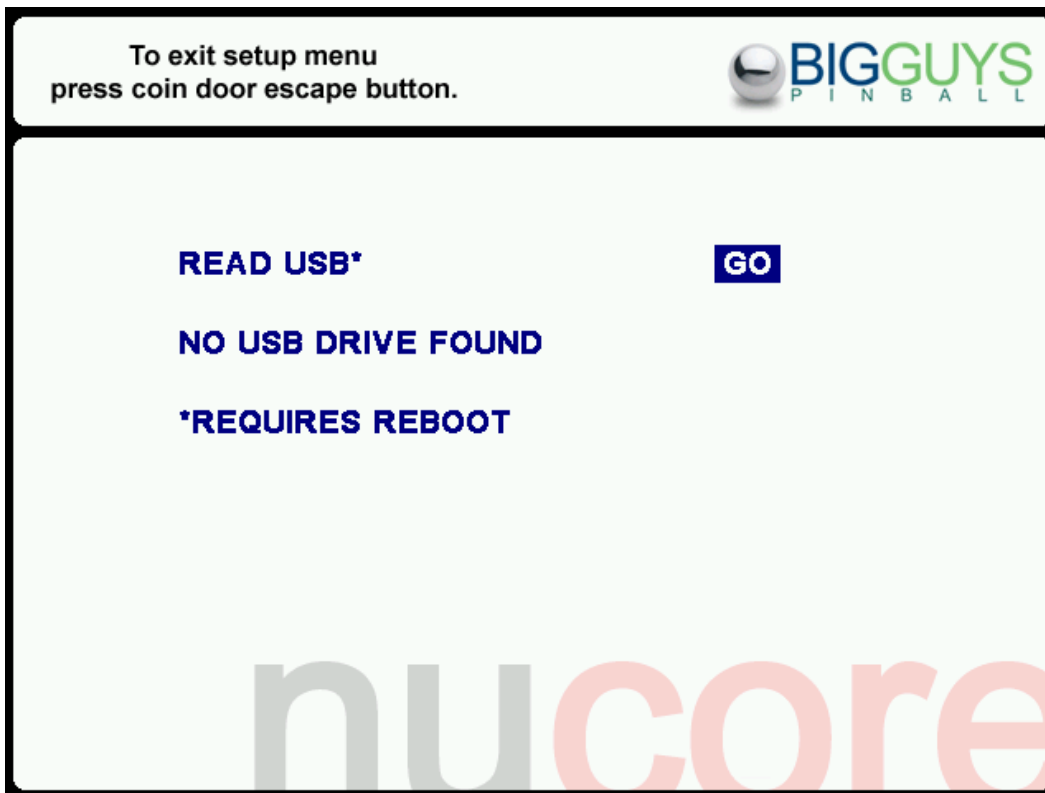 To exit setup menu
press coin door escape button.
BIGGUYS
PINBALL
READ USB* GO
NO USB DRIVE FOUND
*REQUIRES REBOOT
nucore